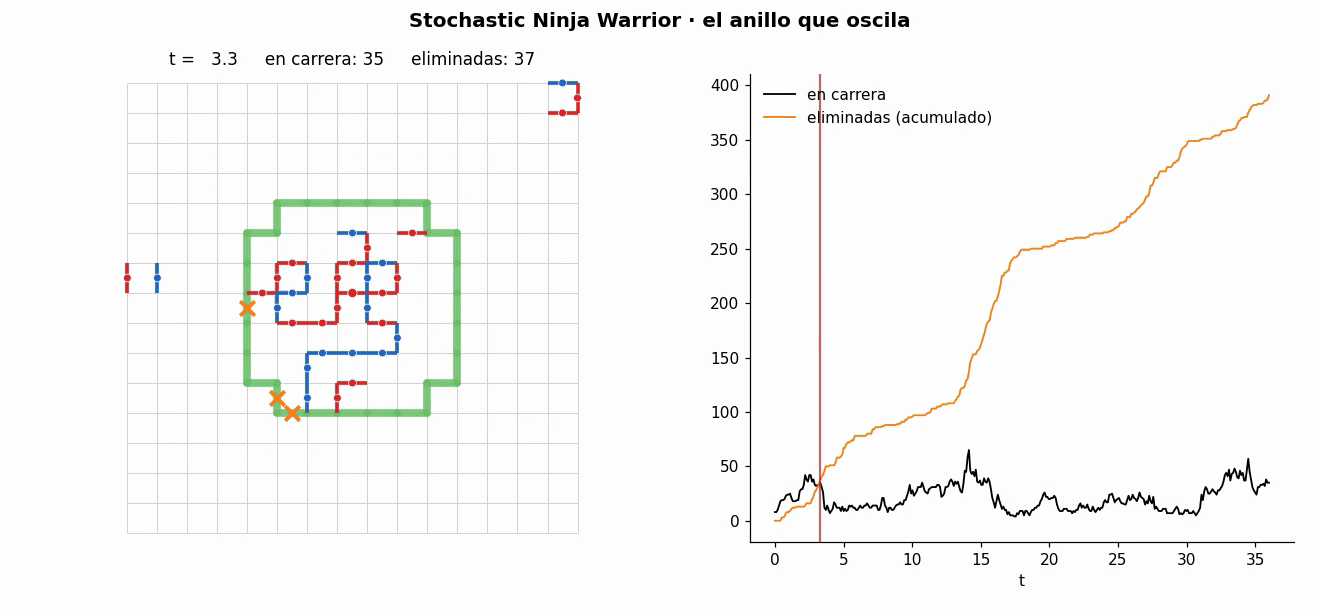 Stochastic Ninja Warrior · el anillo que oscila
t = 3.3 en carrera: 35 eliminadas: 37
en carrera
eliminadas (acumulado)
400
350
300
250
200
150
100
50
0
0 5 10 15 20 25 30 35
t